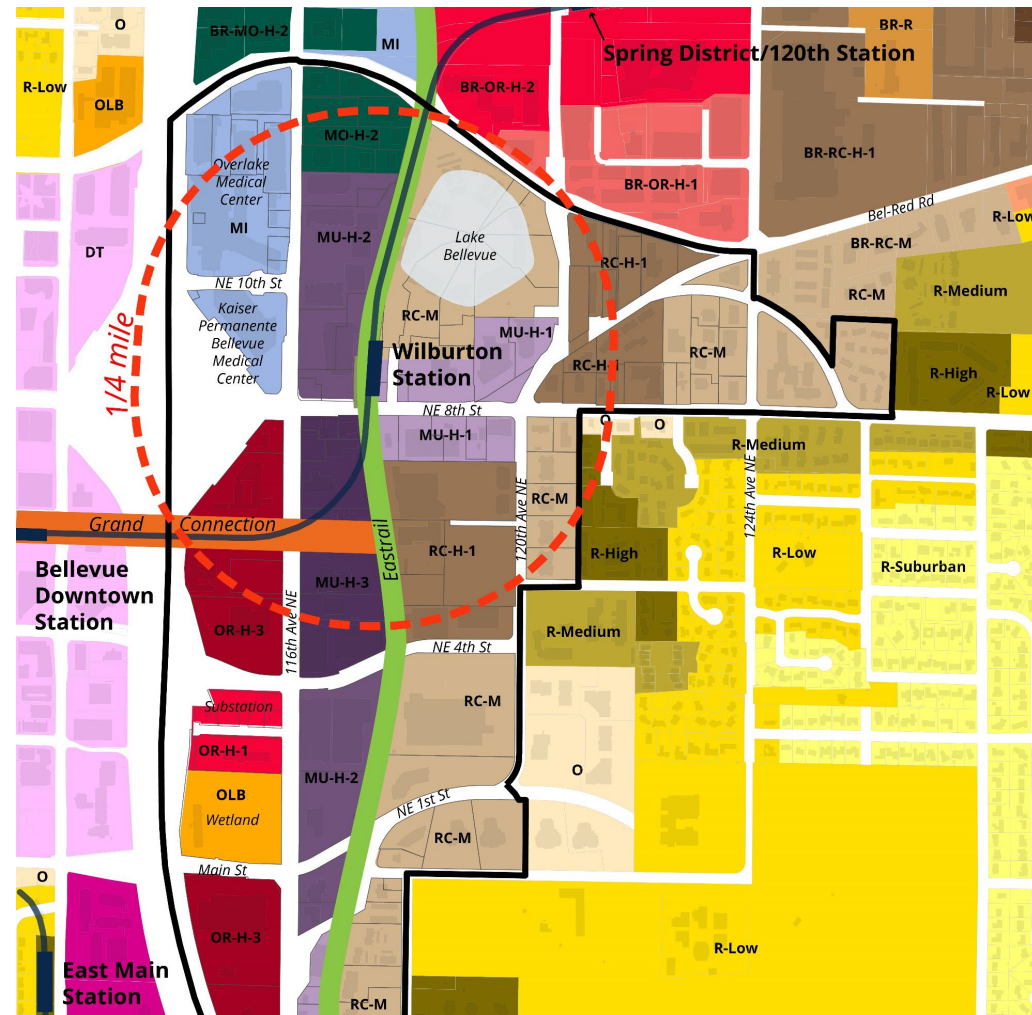 O
BR-MO-H-2
MI
BR-R
Spring District/120th Station
R-Low
OLB
BR-OR-H-2
MO-H-2
BR-RC-H-1
Overlake
Medical
Center
MI
BR-OR-H-1
Bel-Red Rd
R-Low
DT
MU-H-2
Lake
Bellevue
BR-RC-M
RC-H-1
NE 10th St
RC-M
R-Medium
Kaiser
Permanente
Bellevue
Medical
Center
RC-M
MU-H-1
1/4 mile
Wilburton
Station
RC-M
RC-H-1
R-High
R-Low
NE 8th St
O
O
MU-H-1
R-Medium
120th Ave NE
RC-M
124th Ave NE
Grand Connection
Eastrail
RC-H-1
R-High
R-Low
R-Suburban
Bellevue
Downtown
Station
MU-H-3
116th Ave NE
OR-H-3
R-Medium
NE 4th St
RC-M
Substation
OR-H-1
MU-H-2
O
OLB
Wetland
NE 1st St
RC-M
Main St
O
OR-H-3
R-Low
East Main
Station
RC-M